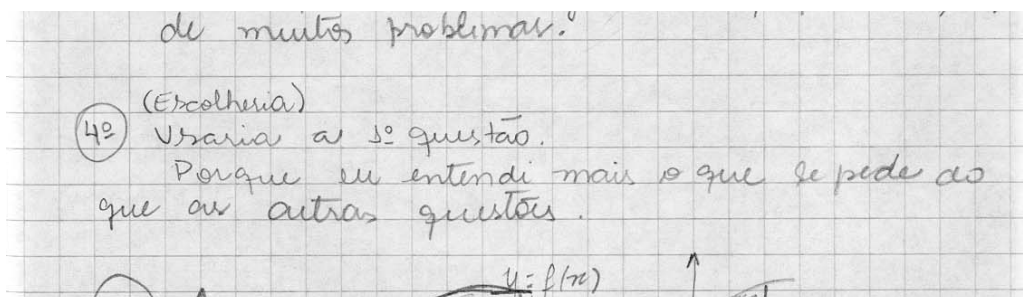 de muitos problemas."
(Escolheria)
4º Usaria a 1º questão.
Porque eu entendi mais o que se pede do
que as outras questões.
y = f(x)